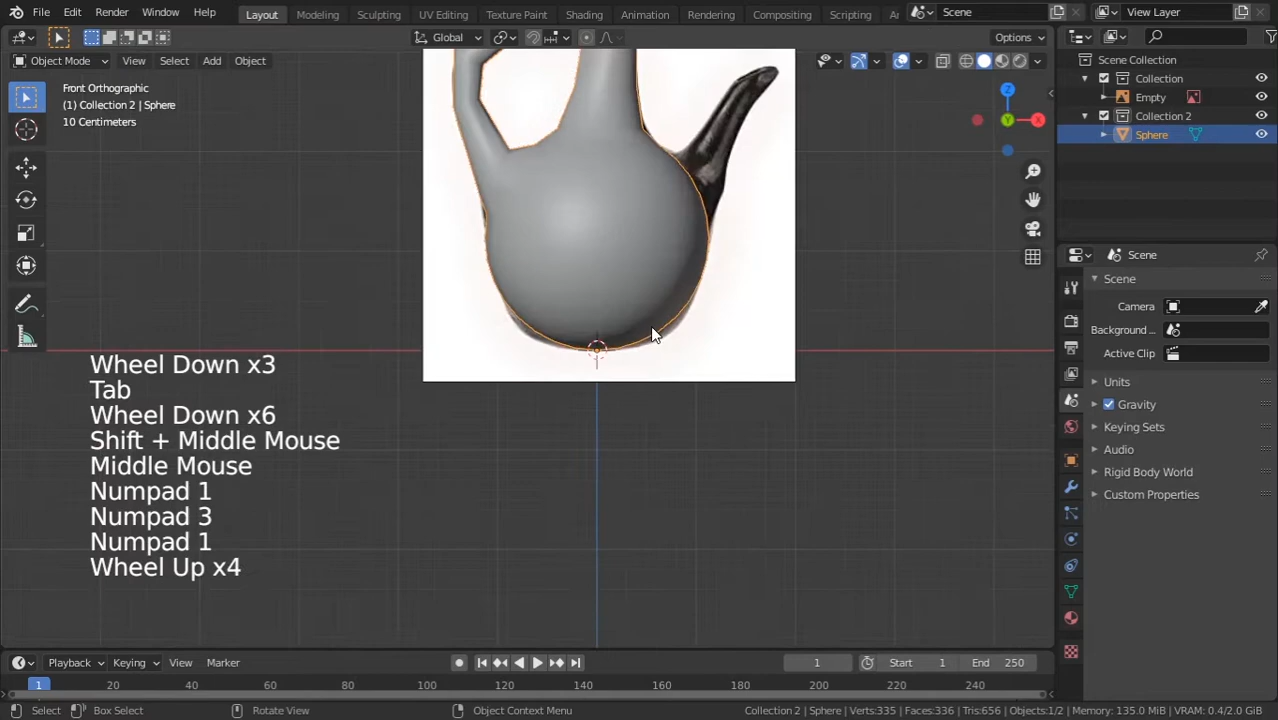 File Edit Render Window Help Layout Modeling Sculpting UV Editing Texture Paint Shading Animation Rendering Compositing Scripting Scene View Layer
Global Options
Object Mode View Select Add Object
Front Orthographic
(1) Collection 2 | Sphere
10 Centimeters
Z
Y
X
Wheel Down x3
Tab
Wheel Down x6
Shift + Middle Mouse
Middle Mouse
Numpad 1
Numpad 3
Numpad 1
Wheel Up x4
Scene Collection
Collection
Empty
Collection 2
Sphere
Scene
Scene
Camera
Background ...
Active Clip
Units
Gravity
Keying Sets
Audio
Rigid Body World
Custom Properties
Playback Keying View Marker 1 Start 1 End 250
1 20 40 60 80 100 120 140 160 180 200 220 240
Select Box Select Rotate View Object Context Menu Collection 2 | Sphere | Verts:335 | Faces:336 | Tris:656 | Objects:1/2 | Memory: 135.0 MiB | VRAM: 0.4/2.0 GiB